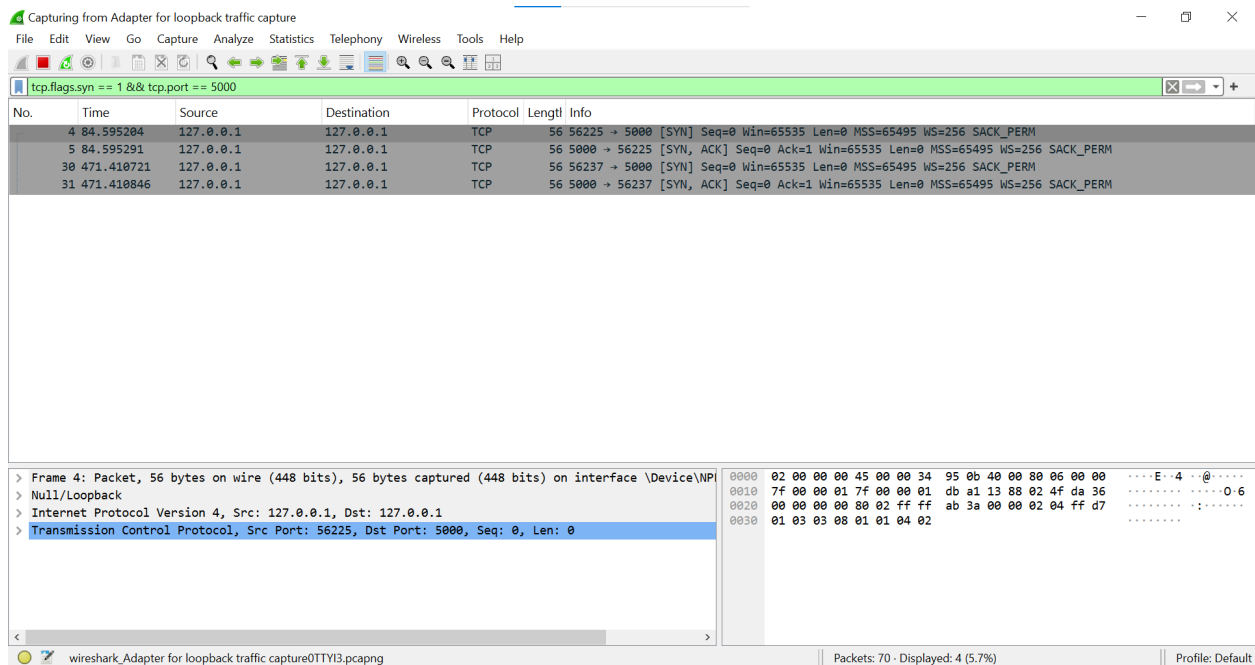 Capturing from Adapter for loopback traffic capture
File Edit View Go Capture Analyze Statistics Telephony Wireless Tools Help
tcp.flags.syn == 1 && tcp.port == 5000
No. Time Source Destination Protocol Length Info
4 84.595204 127.0.0.1 127.0.0.1 TCP 56 56225 → 5000 [SYN] Seq=0 Win=65535 Len=0 MSS=65495 WS=256 SACK_PERM
5 84.595291 127.0.0.1 127.0.0.1 TCP 56 5000 → 56225 [SYN, ACK] Seq=0 Ack=1 Win=65535 Len=0 MSS=65495 WS=256 SACK_PERM
30 471.410721 127.0.0.1 127.0.0.1 TCP 56 56237 → 5000 [SYN] Seq=0 Win=65535 Len=0 MSS=65495 WS=256 SACK_PERM
31 471.410846 127.0.0.1 127.0.0.1 TCP 56 5000 → 56237 [SYN, ACK] Seq=0 Ack=1 Win=65535 Len=0 MSS=65495 WS=256 SACK_PERM
Frame 4: Packet, 56 bytes on wire (448 bits), 56 bytes captured (448 bits) on interface \Device\NPI
Null/Loopback
Internet Protocol Version 4, Src: 127.0.0.1, Dst: 127.0.0.1
Transmission Control Protocol, Src Port: 56225, Dst Port: 5000, Seq: 0, Len: 0
0000 02 00 00 00 45 00 00 34 95 0b 40 00 80 06 00 00 ····E··4 ··@·····
0010 7f 00 00 01 7f 00 00 01 db a1 13 88 02 4f da 36 ········ ·····O·6
0020 00 00 00 00 80 02 ff ff ab 3a 00 00 02 04 ff d7 ········ ·:······
0030 01 03 03 08 01 01 04 02 ········
wireshark_Adapter for loopback traffic capture0TTYI3.pcapng
Packets: 70 · Displayed: 4 (5.7%)
Profile: Default